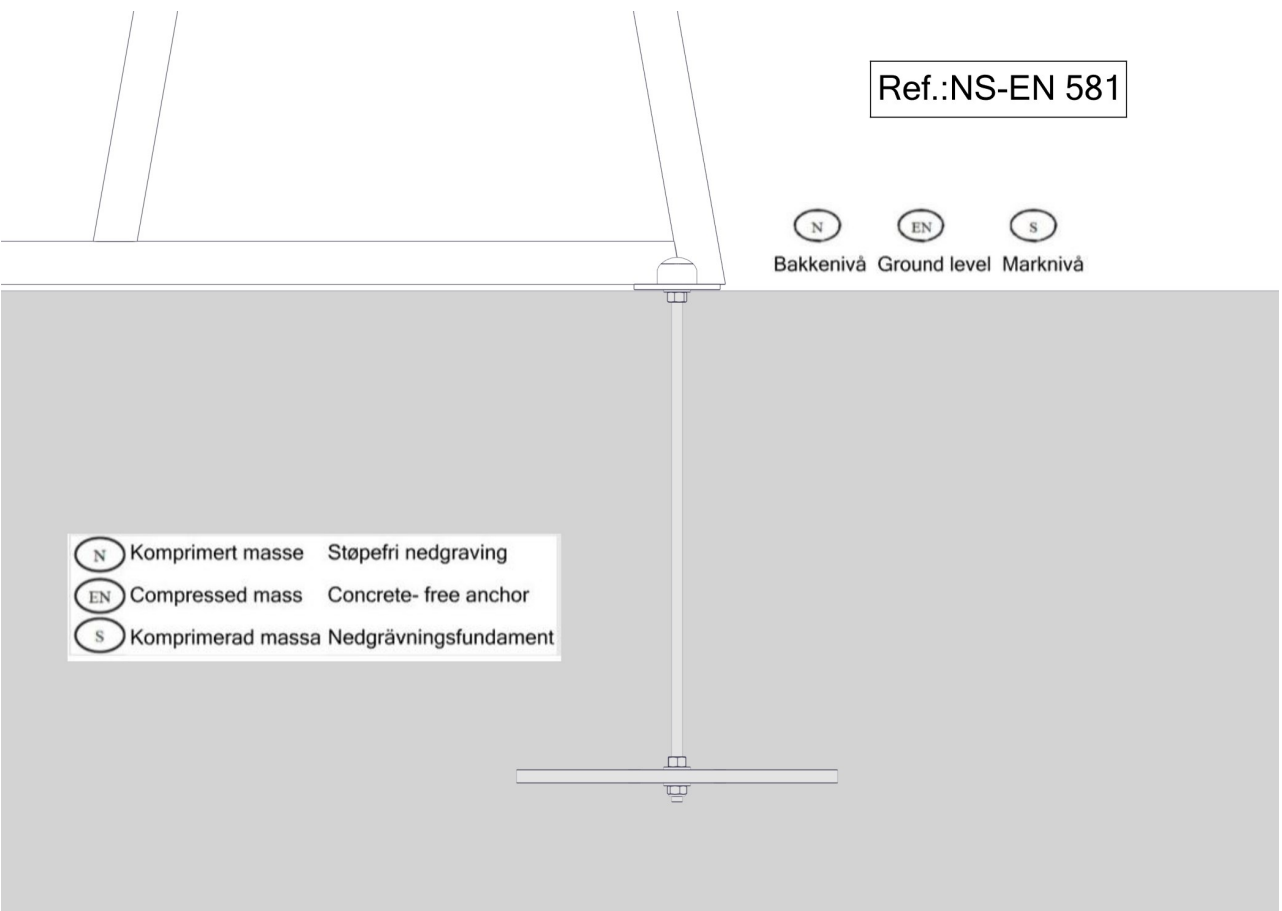 Ref.:NS-EN 581
N EN S
Bakkenivå Ground level Marknivå
N Komprimert masse Støpefri nedgraving
EN Compressed mass Concrete- free anchor
S Komprimerad massa Nedgrävningsfundament